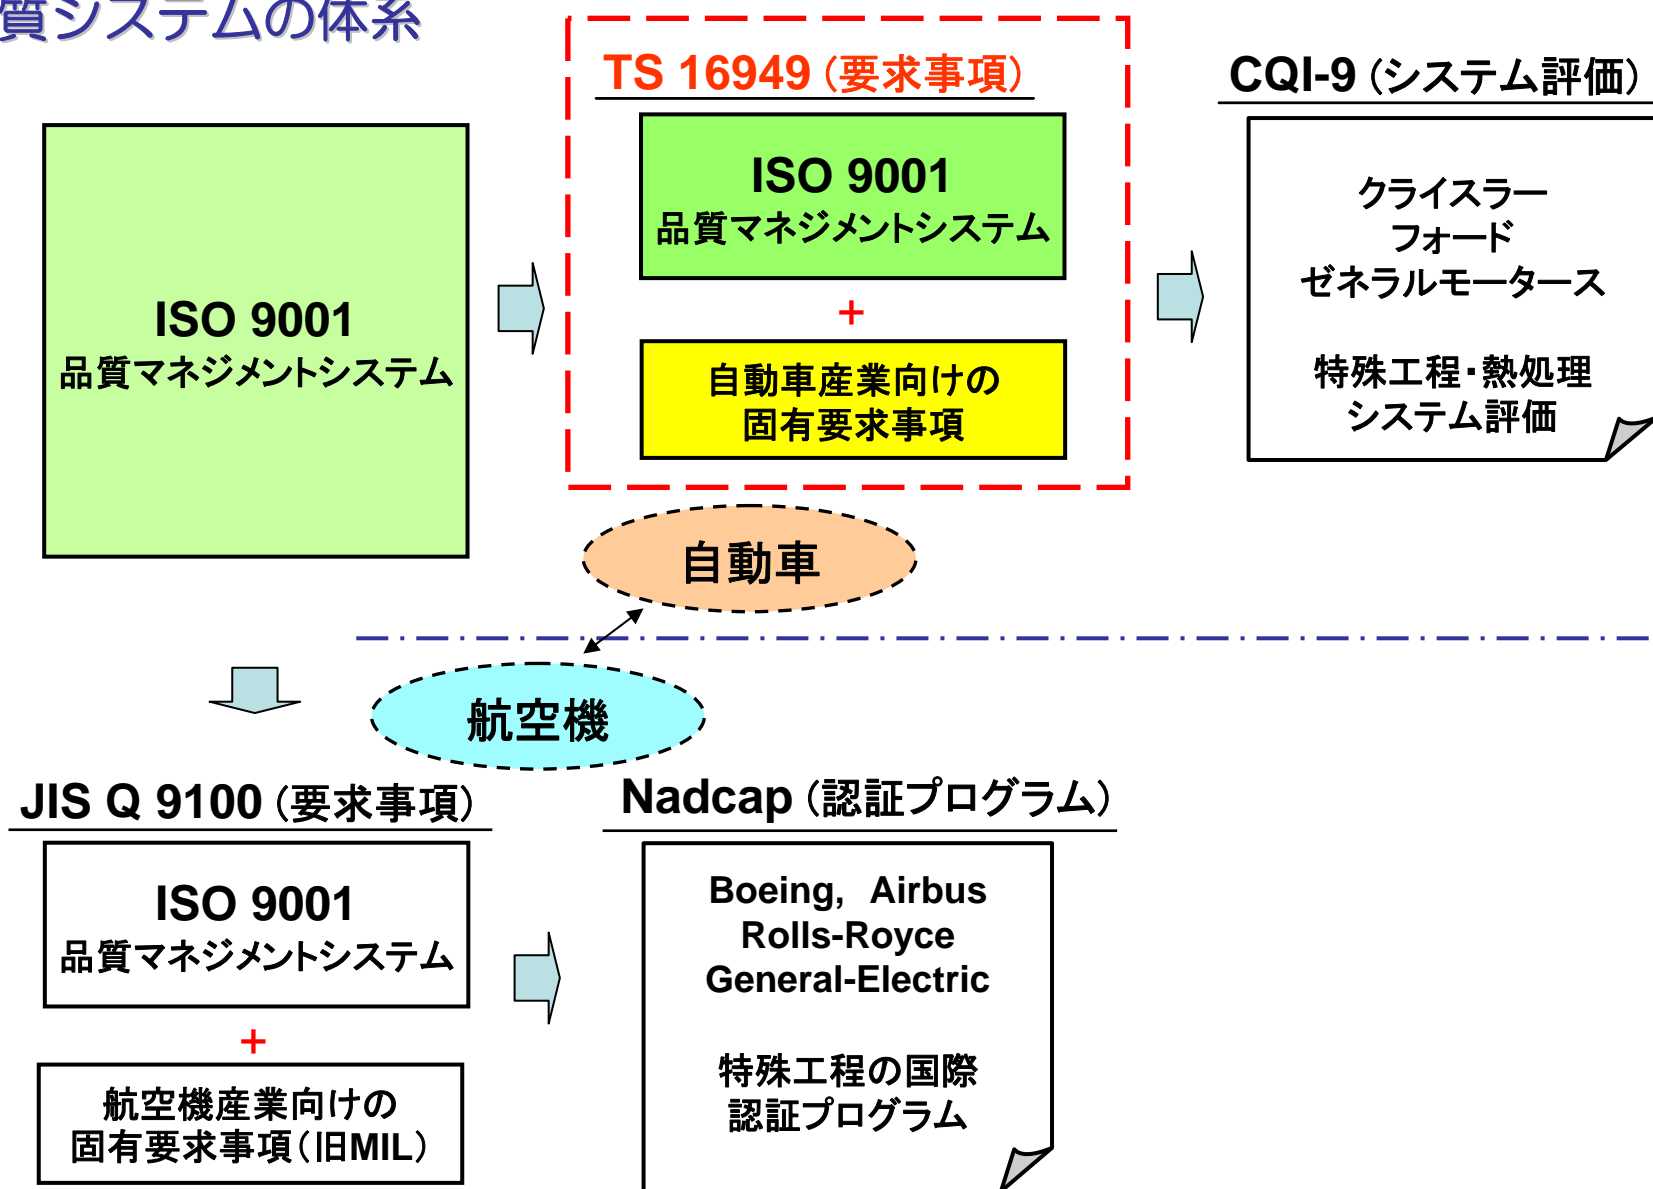 質システムの体系
TS 16949 (要求事項)
CQI-9 (システム評価)
ISO 9001
品質マネジメントシステム
ISO 9001
品質マネジメントシステム
+
自動車産業向けの
固有要求事項
クライスラー
フォード
ゼネラルモータース
特殊工程・熱処理
システム評価
自動車
航空機
JIS Q 9100 (要求事項)
ISO 9001
品質マネジメントシステム
+
航空機産業向けの
固有要求事項(旧MIL)
Nadcap (認証プログラム)
Boeing, Airbus
Rolls-Royce
General-Electric
特殊工程の国際
認証プログラム